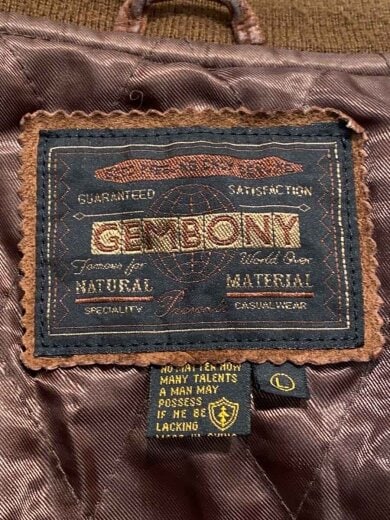 GUARANTEED SATISFACTION
GEMBONY
Famous for World Over
NATURAL MATERIAL
SPECIALITY CASUALWEAR
NO MATTER HOW
MANY TALENTS
A MAN MAY
POSSESS
IF HE BE
LACKING
MADE IN CHINA
L